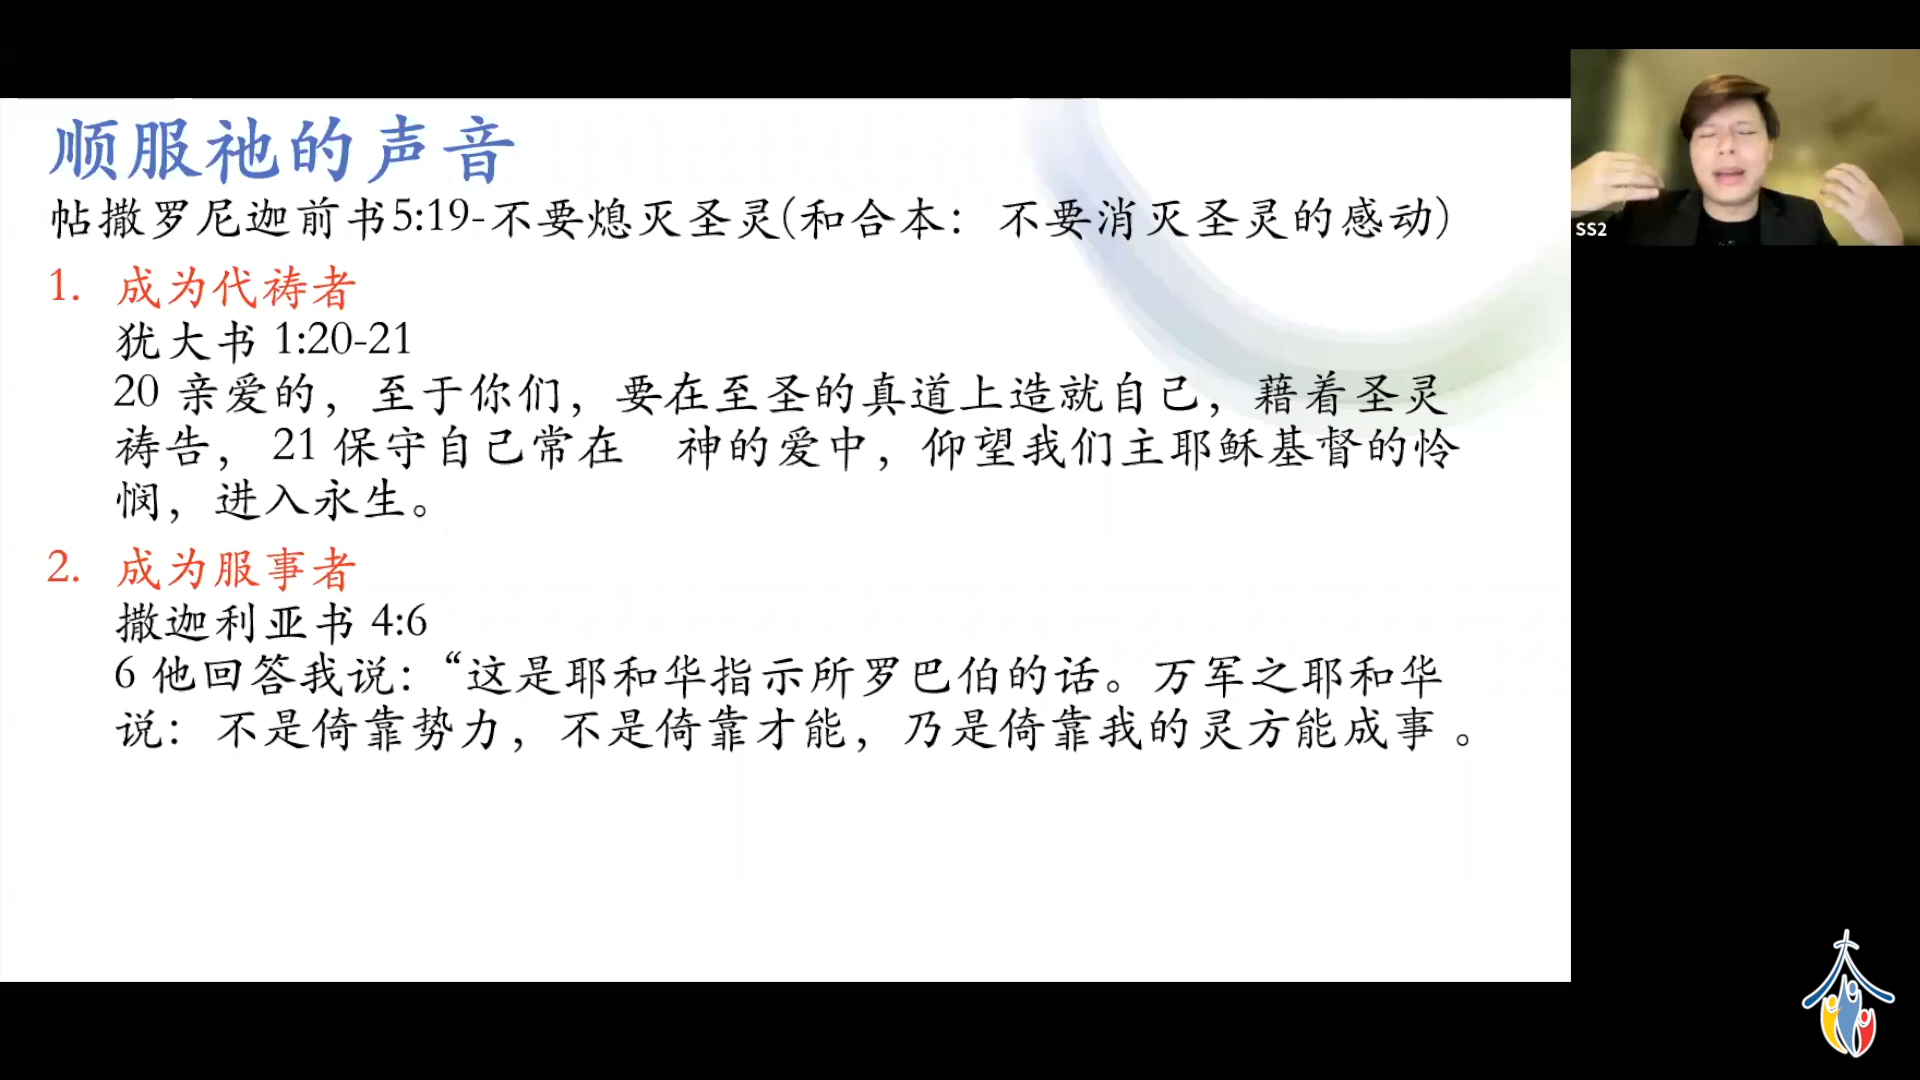 顺服祂的声音
帖撒罗尼迦前书5:19-不要熄灭圣灵(和合本：不要消灭圣灵的感动)
1. 成为代祷者
犹大书 1:20-21
20 亲爱的，至于你们，要在至圣的真道上造就自己，藉着圣灵
祷告， 21 保守自己常在　神的爱中，仰望我们主耶稣基督的怜
悯，进入永生。
2. 成为服事者
撒迦利亚书 4:6
6 他回答我说：“这是耶和华指示所罗巴伯的话。万军之耶和华
说：不是倚靠势力，不是倚靠才能，乃是倚靠我的灵方能成事 。
SS2